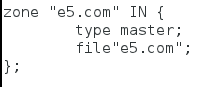 zone "e5.com" IN {
        type master;
        file"e5.com";
};